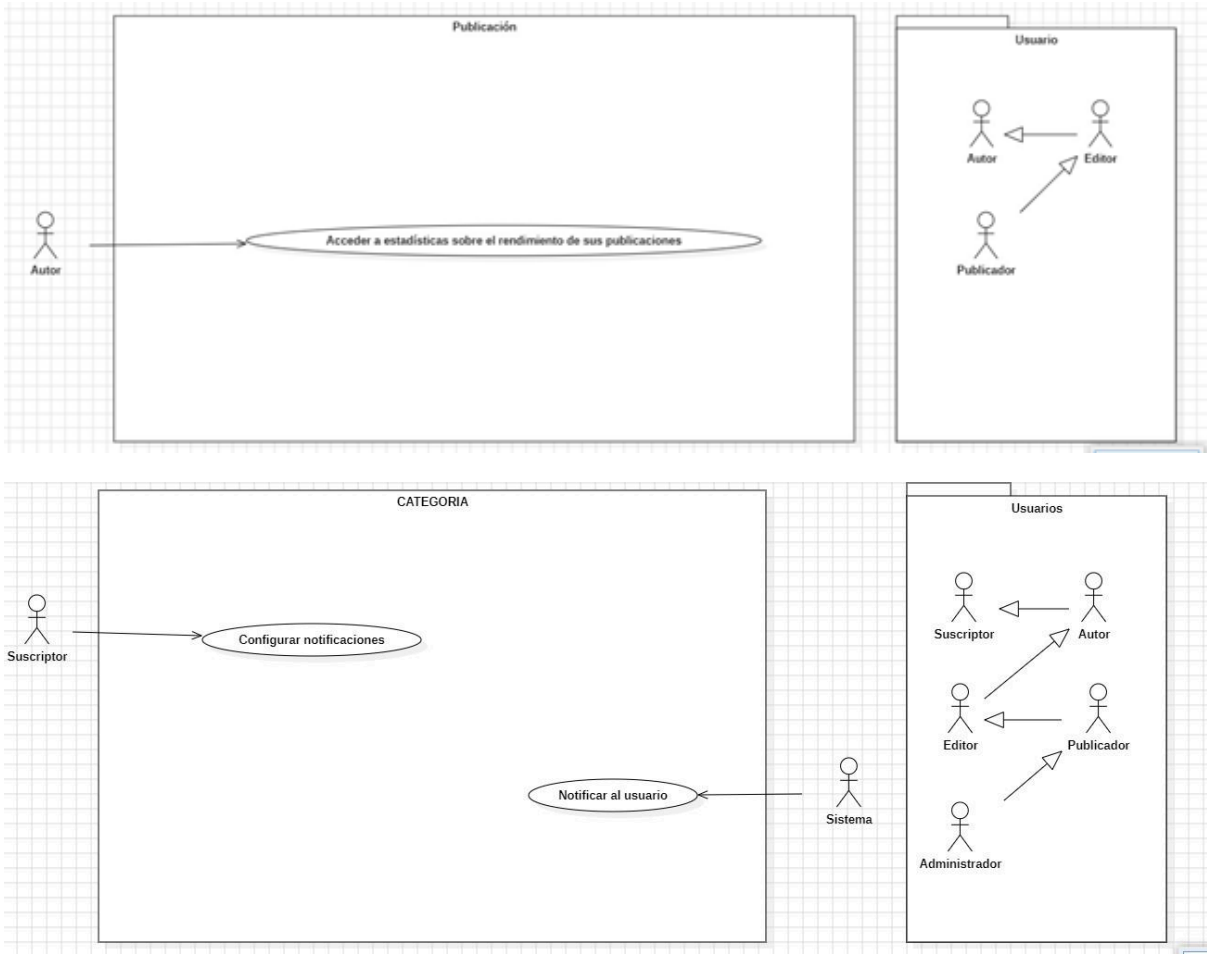 Publicación
Usuario
Autor
Editor
Autor
Acceder a estadísticas sobre el rendimiento de sus publicaciones
Publicador
CATEGORIA
Usuarios
Suscriptor
Configurar notificaciones
Suscriptor
Autor
Editor
Publicador
Notificar al usuario
Sistema
Administrador